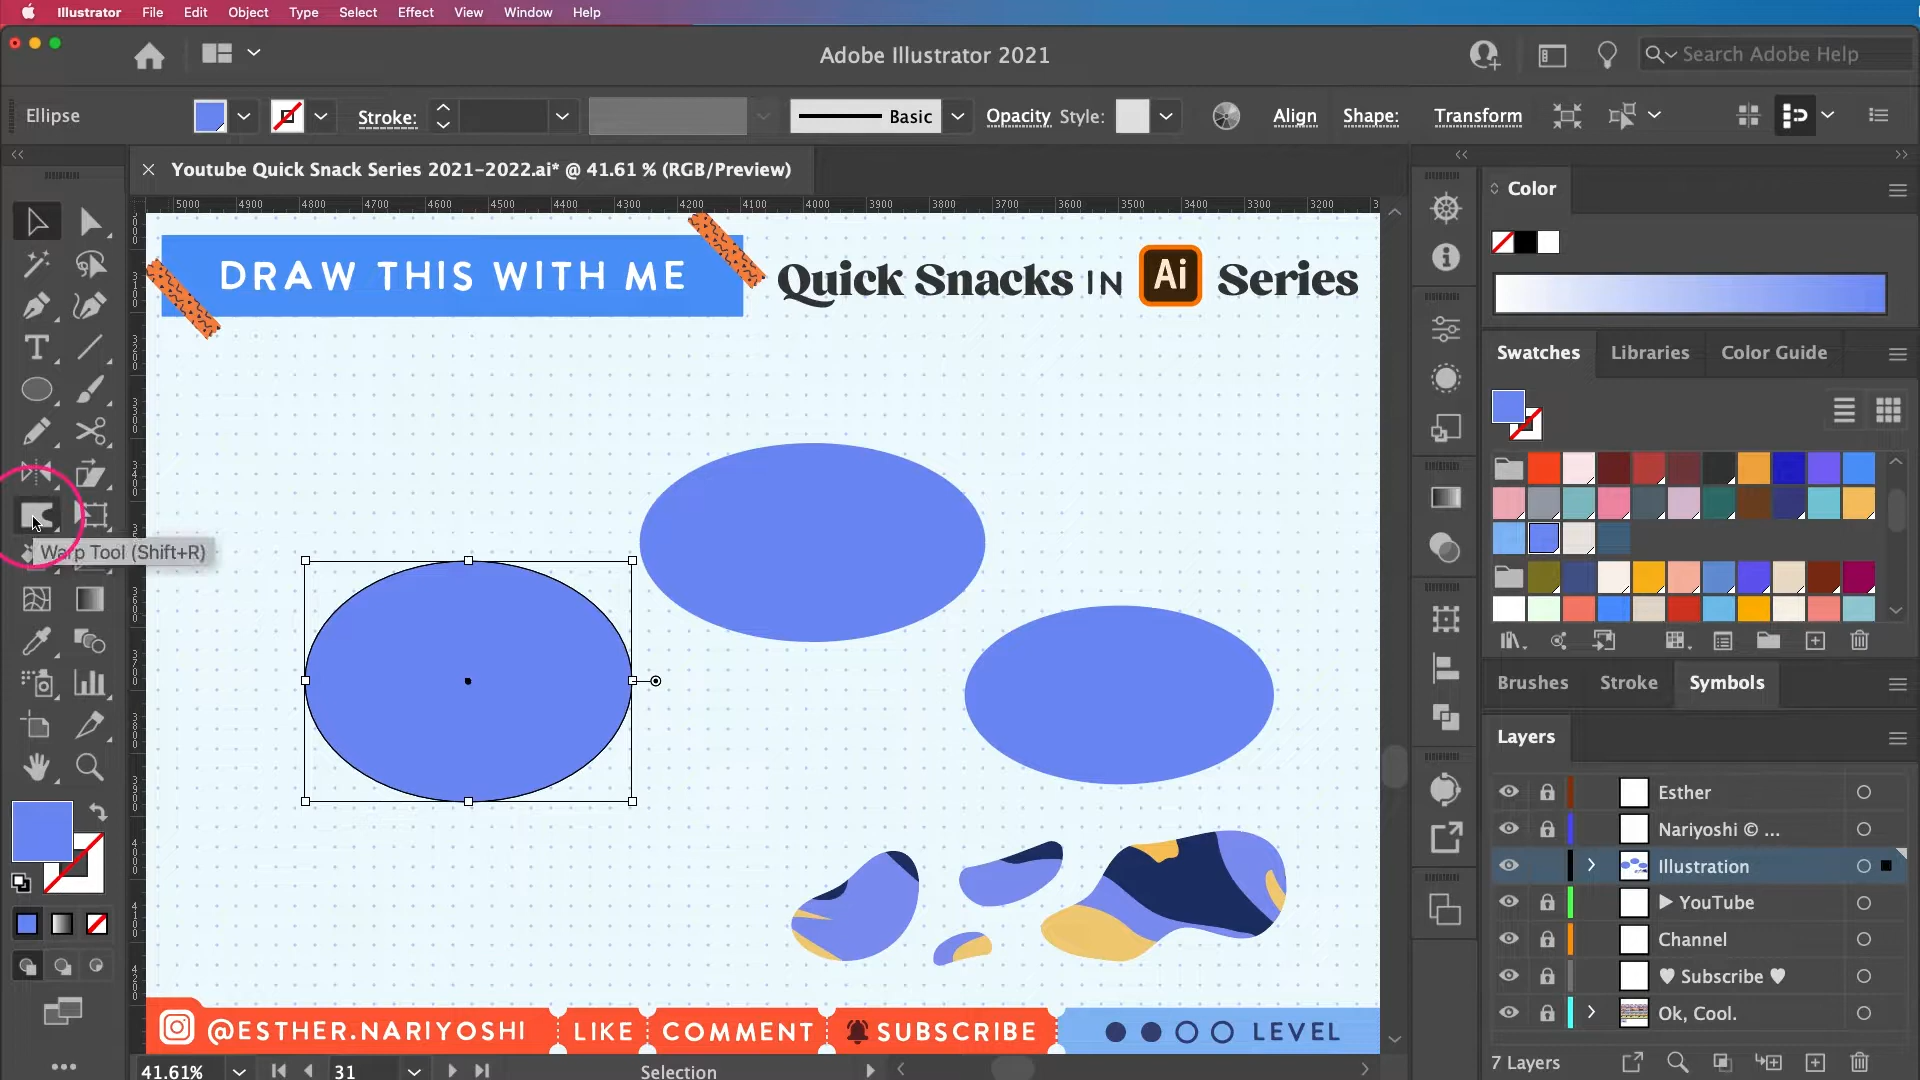 Illustrator File Edit Object Type Select Effect View Window Help
Adobe Illustrator 2021
Search Adobe Help
Ellipse Stroke: Basic Opacity Style: Align Shape: Transform
Youtube Quick Snack Series 2021-2022.ai* @ 41.61 % (RGB/Preview)
5000 4900 4800 4700 4600 4500 4400 4300 4200 4100 4000 3900 3800 3700 3600 3500 3400 3300 3200
DRAW THIS WITH ME
Quick Snacks IN Ai Series
Warp Tool (Shift+R)
@ESTHER.NARIYOSHI LIKE COMMENT SUBSCRIBE LEVEL
41.61% 31 Selection
Color
Swatches Libraries Color Guide
Brushes Stroke Symbols
Layers
Esther
Nariyoshi © ...
Illustration
▶ YouTube
Channel
♥ Subscribe ♥
Ok, Cool.
7 Layers